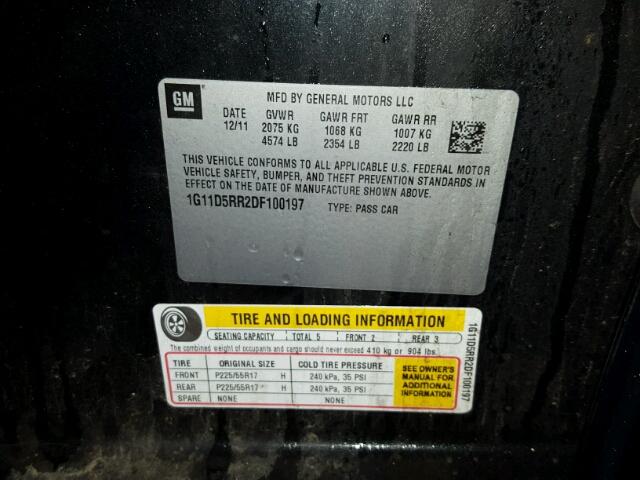 GM
MFD BY GENERAL MOTORS LLC
DATE GVWR GAWR FRT GAWR RR
12/11 2075 KG 1068 KG 1007 KG
4574 LB 2354 LB 2220 LB
THIS VEHICLE CONFORMS TO ALL APPLICABLE U.S. FEDERAL MOTOR
VEHICLE SAFETY, BUMPER, AND THEFT PREVENTION STANDARDS IN
EFFECT ON THE DATE OF MANUFACTURE SHOWN ABOVE.
1G11D5RR2DF100197 TYPE: PASS CAR
TIRE AND LOADING INFORMATION
SEATING CAPACITY TOTAL 5 FRONT 2 REAR 3
The combined weight of occupants and cargo should never exceed 410 kg or 904 lbs.
TIRE ORIGINAL SIZE COLD TIRE PRESSURE
FRONT P225/55R17 H 240 kPa, 35 PSI
REAR P225/55R17 H 240 kPa, 35 PSI
SPARE NONE NONE
SEE OWNER'S
MANUAL FOR
ADDITIONAL
INFORMATION
1G11D5RR2DF100197